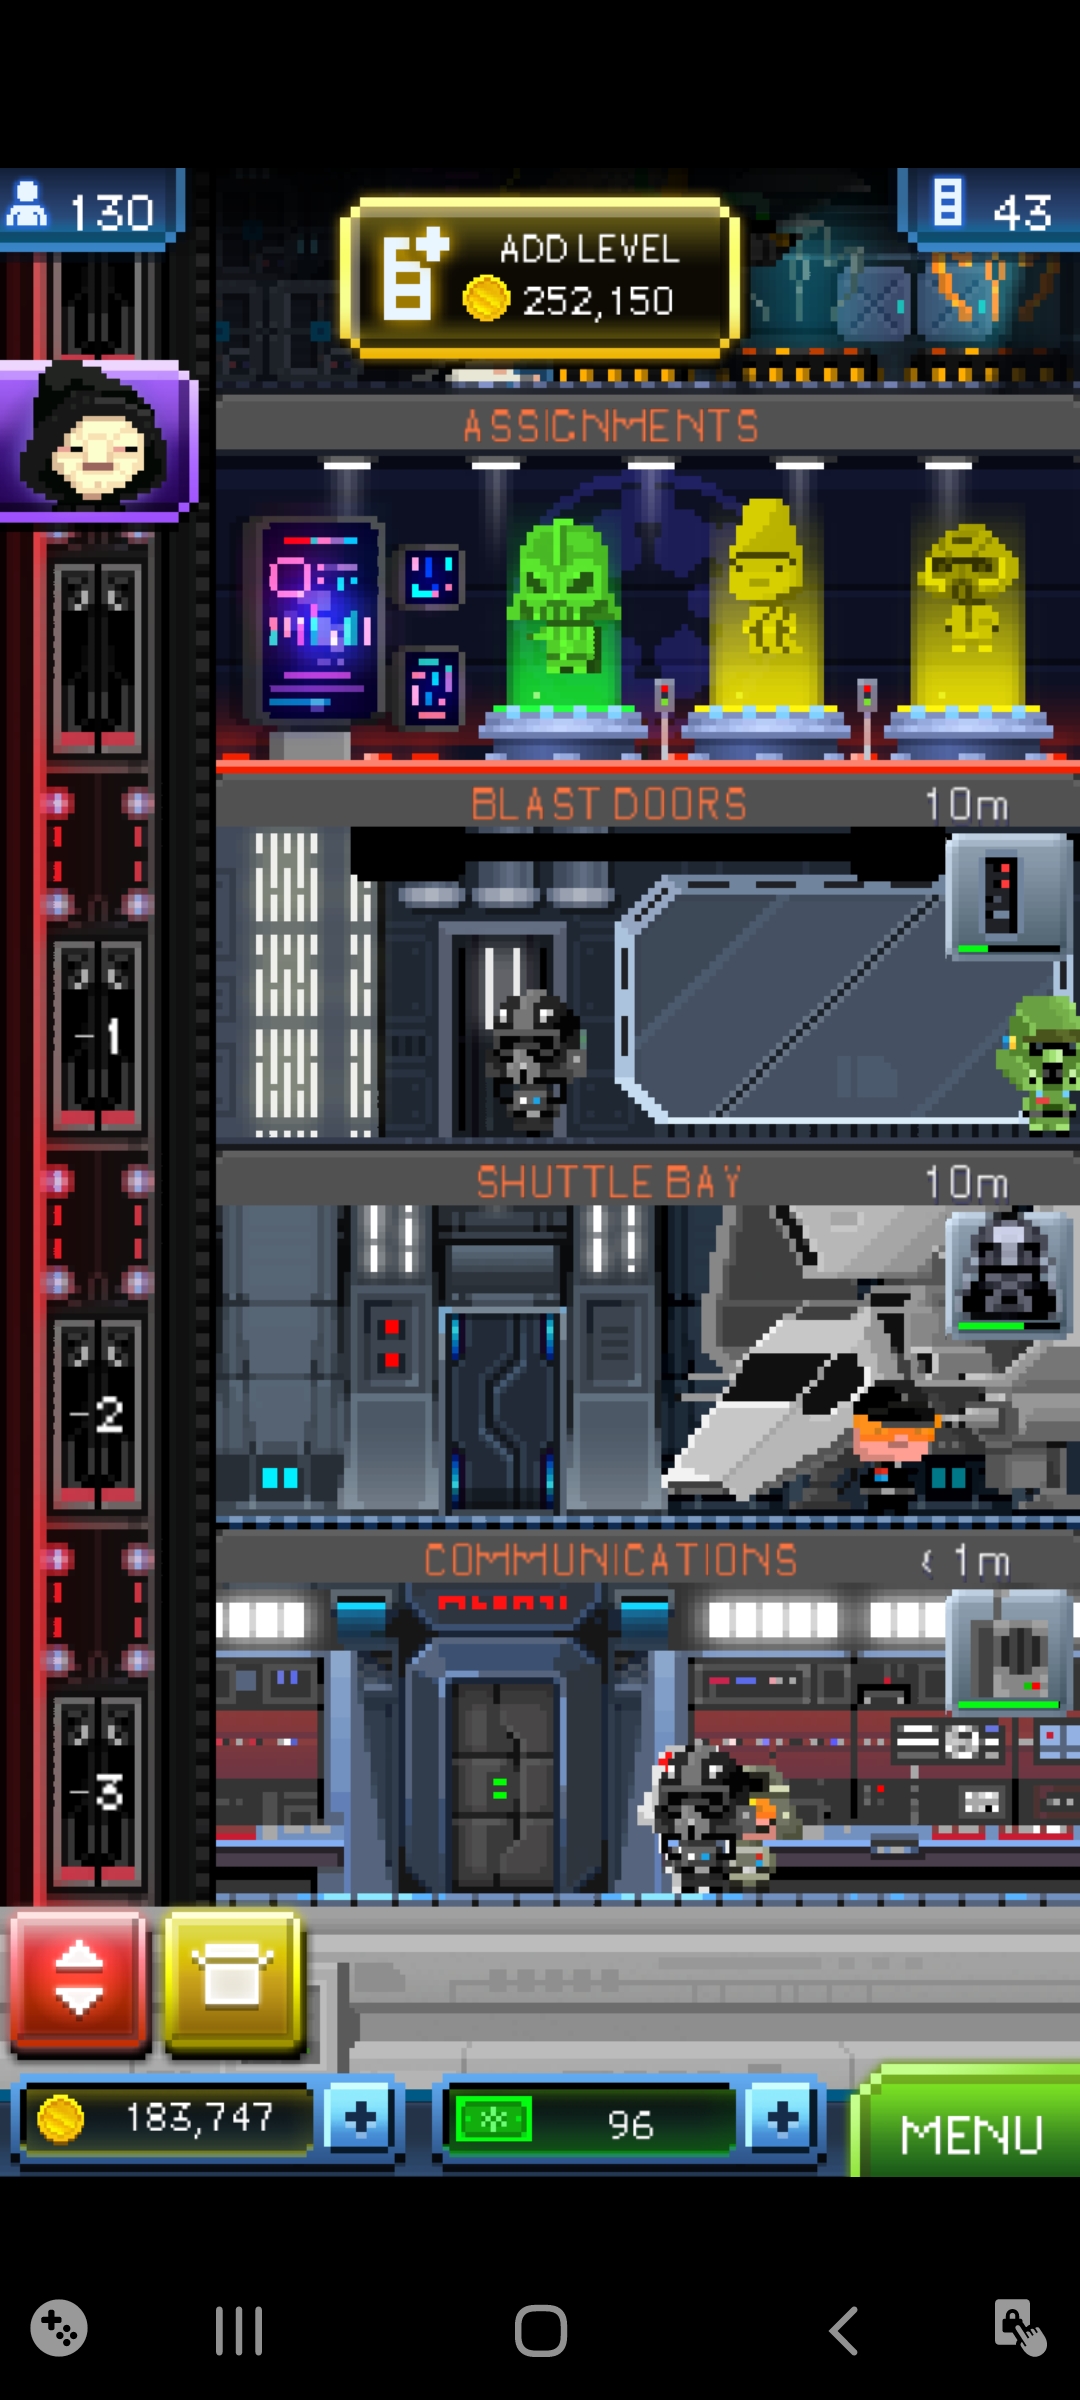 130
43
ADD LEVEL
252,150
ASSIGNMENTS
BLAST DOORS
10m
-1
SHUTTLE BAY
10m
-2
COMMUNICATIONS
< 1m
-3
183,747
96
MENU